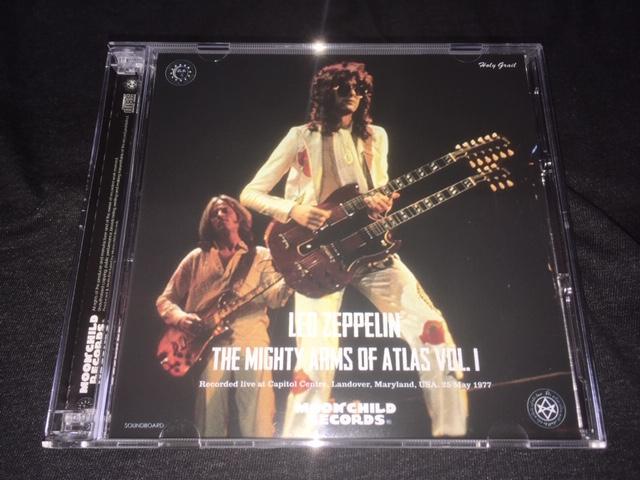 Holy Grail
LED ZEPPELIN
THE MIGHTY ARMS OF ATLAS VOL. I
Recorded live at Capitol Centre, Landover, Maryland, USA. 25 May 1977
MOONCHILD
RECORDS
SOUNDBOARD
MOONCHILD
RECORDS